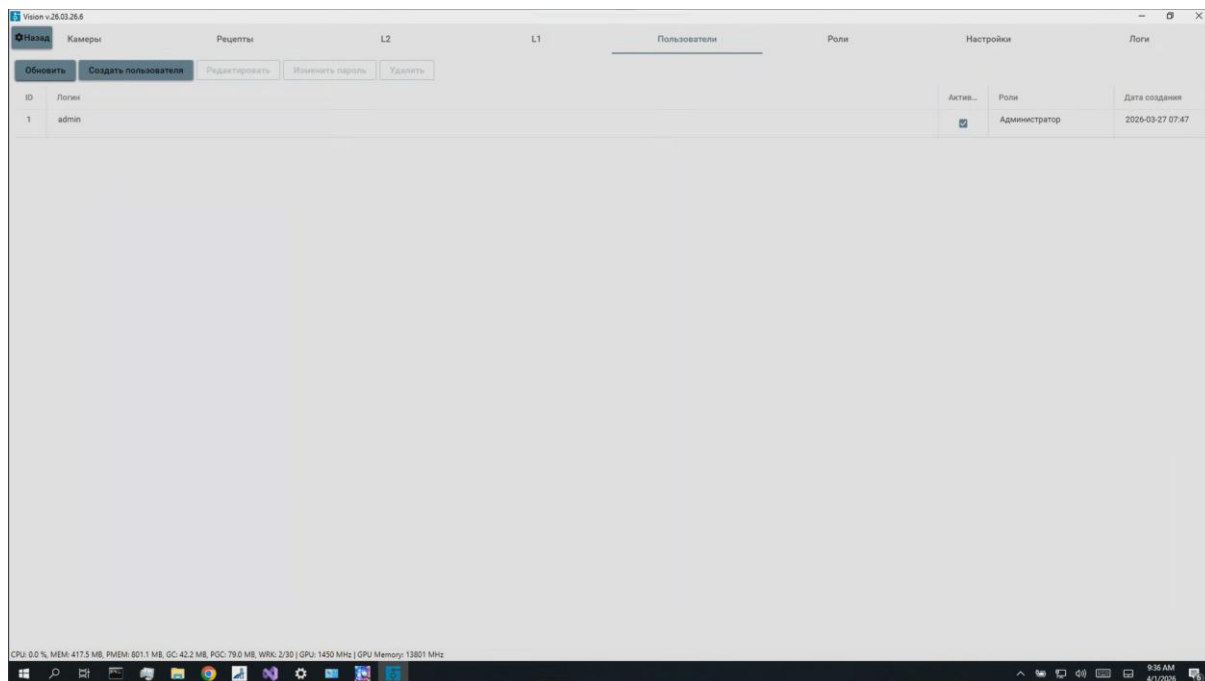 Vision v.26.03.26.6
Назад Камеры Рецепты L2 L1 Пользователи Роли Настройки Логи
Обновить Создать пользователя Редактировать Изменить пароль Удалить
ID Логин Актив... Роли Дата создания
1 admin Администратор 2026-03-27 07:47
CPU: 0.0 %, MEM: 417.5 MB, PMEM: 801.1 MB, GC: 42.2 MB, PGC: 79.0 MB, WRK: 2/30 | GPU: 1450 MHz | GPU Memory: 13801 MHz
9:36 AM
4/1/2026